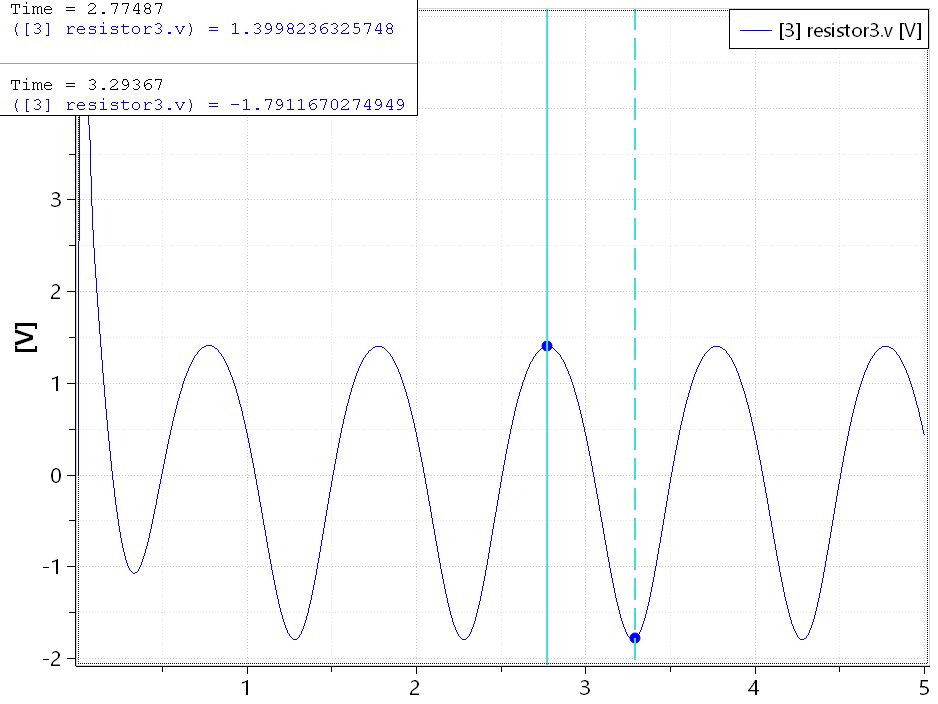 Time = 2.77487
([3] resistor3.v) = 1.3998236325748
Time = 3.29367
([3] resistor3.v) = -1.7911670274949
[3] resistor3.v [V]
3
2
1
0
-1
-2
[V]
1
2
3
4
5